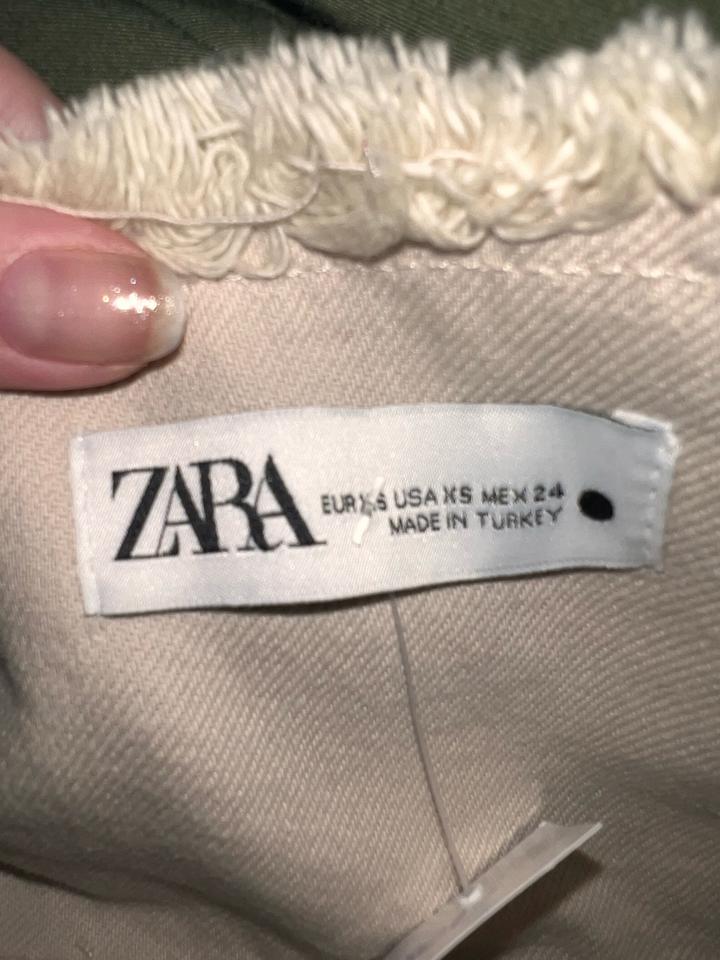 ZARA
EUR XS USA XS MEX 24
MADE IN TURKEY